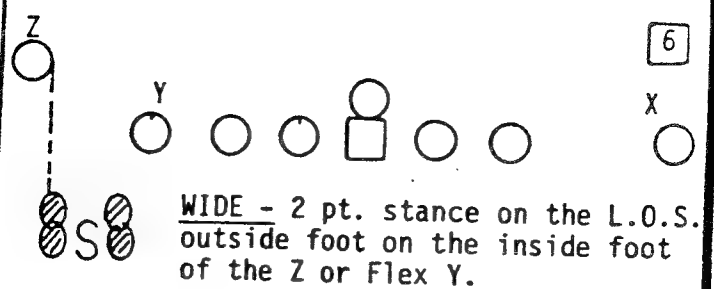 Z
6
Y
X
S
WIDE - 2 pt. stance on the L.O.S.
outside foot on the inside foot
of the Z or Flex Y.